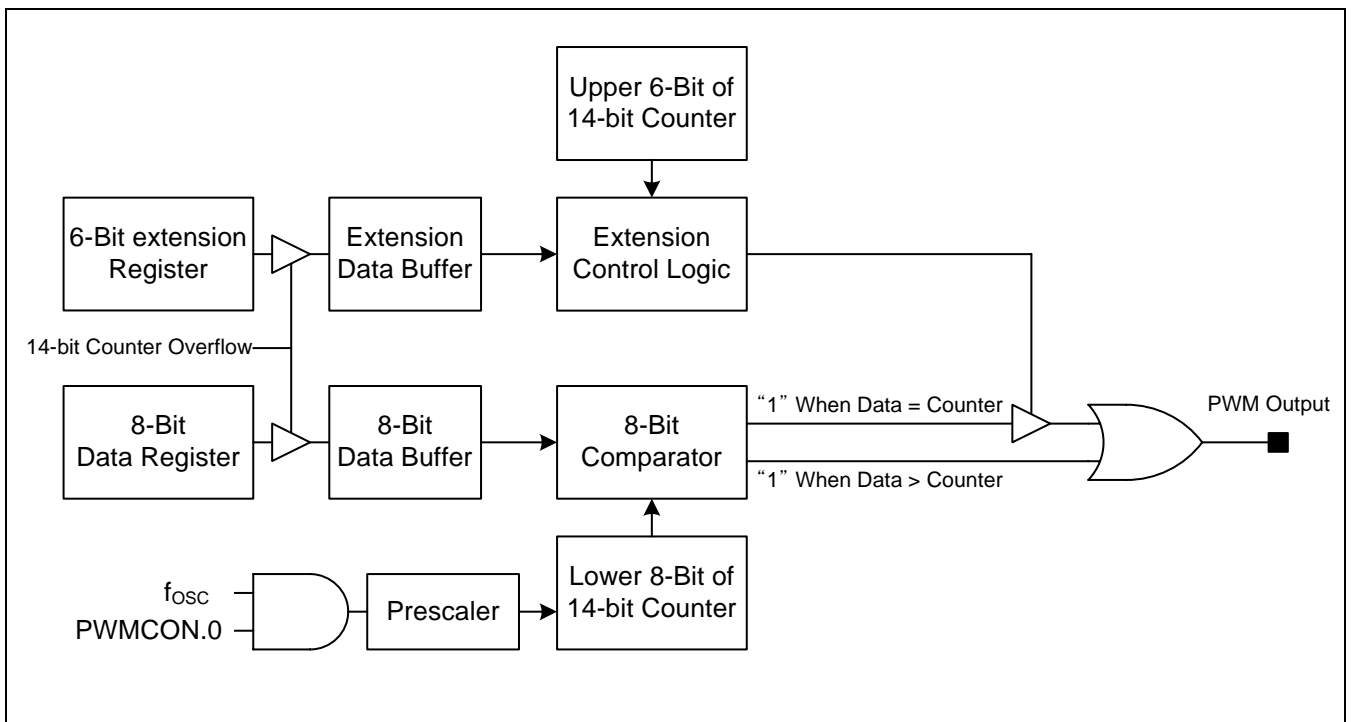 Upper 6-Bit of
14-bit Counter
6-Bit extension
Register
Extension
Data Buffer
Extension
Control Logic
14-bit Counter Overflow
8-Bit
Data Register
8-Bit
Data Buffer
8-Bit
Comparator
“1” When Data = Counter
“1” When Data > Counter
PWM Output
fOSC
PWMCON.0
Prescaler
Lower 8-Bit of
14-bit Counter